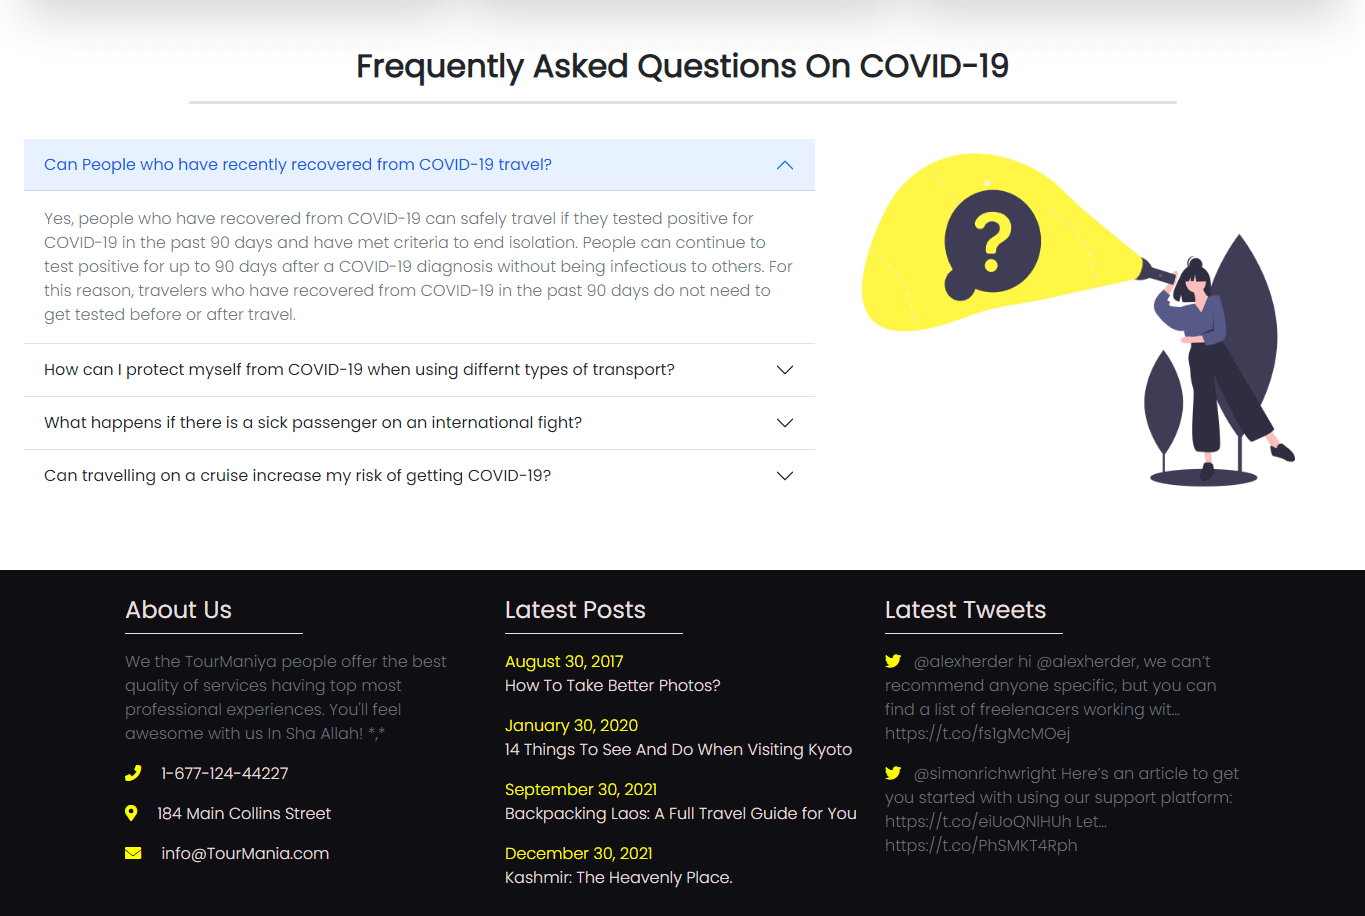 Frequently Asked Questions On COVID-19
Can People who have recently recovered from COVID-19 travel?
Yes, people who have recovered from COVID-19 can safely travel if they tested positive for
COVID-19 in the past 90 days and have met criteria to end isolation. People can continue to
test positive for up to 90 days after a COVID-19 diagnosis without being infectious to others. For
this reason, travelers who have recovered from COVID-19 in the past 90 days do not need to
get tested before or after travel.
How can I protect myself from COVID-19 when using differnt types of transport?
What happens if there is a sick passenger on an international fight?
Can travelling on a cruise increase my risk of getting COVID-19?
?
About Us
We the TourManiya people offer the best
quality of services having top most
professional experiences. You'll feel
awesome with us In Sha Allah! *,*
1-677-124-44227
184 Main Collins Street
info@TourMania.com
Latest Posts
August 30, 2017
How To Take Better Photos?
January 30, 2020
14 Things To See And Do When Visiting Kyoto
September 30, 2021
Backpacking Laos: A Full Travel Guide for You
December 30, 2021
Kashmir: The Heavenly Place.
Latest Tweets
@alexherder hi @alexherder, we can't
recommend anyone specific, but you can
find a list of freelenacers working wit...
https://t.co/fs1gMcMOej
@simonrichwright Here's an article to get
you started with using our support platform:
https://t.co/eiUoQNlHUh Let...
https://t.co/PhSMKT4Rph